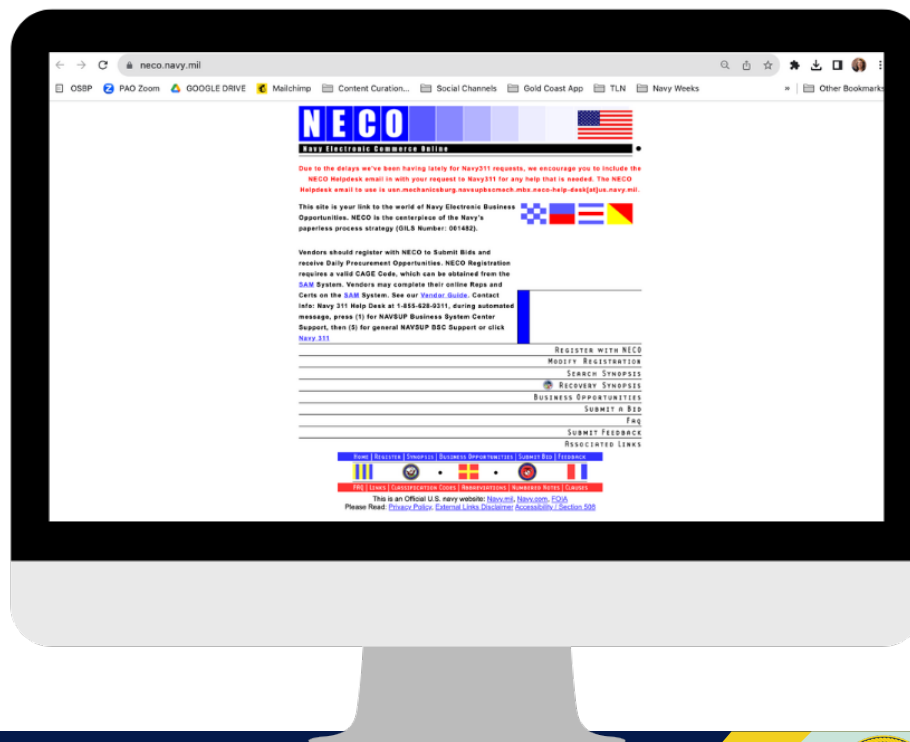 neco.navy.mil
OSBP PAO Zoom GOOGLE DRIVE Mailchimp Content Curation... Social Channels Gold Coast App TLN Navy Weeks » Other Bookmarks
NECO
Navy Electronic Commerce Online
Due to the delays we've been having lately for Navy311 requests, we encourage you to include the
NECO Helpdesk email in with your request to Navy311 for any help that is needed. The NECO
Helpdesk email to use is usn.mechanicsburg.navsupbscmech.mbx.neco-help-desk[at]us.navy.mil.
This site is your link to the world of Navy Electronic Business
Opportunities. NECO is the centerpiece of the Navy's
paperless process strategy (GILS Number: 001482).
Vendors should register with NECO to Submit Bids and
receive Daily Procurement Opportunities. NECO Registration
requires a valid CAGE Code, which can be obtained from the
SAM System. Vendors may complete their online Reps and
Certs on the SAM System. See our Vendor Guide. Contact
info: Navy 311 Help Desk at 1-855-628-9311, during automated
message, press (1) for NAVSUP Business System Center
Support, then (5) for general NAVSUP BSC Support or click
Navy 311
Register with NECO
Modify Registration
Search Synopsis
Recovery Synopsis
Business Opportunities
Submit a Bid
FAQ
Submit Feedback
Associated Links
Home | Register | Synopsis | Business Opportunities | Submit Bid | Feedback
FAQ | Links | Classification Codes | Abbreviations | Numbered Notes | Clauses
This is an Official U.S. navy website: Navy.mil, Navy.com, FOIA
Please Read: Privacy Policy, External Links Disclaimer Accessibility / Section 508